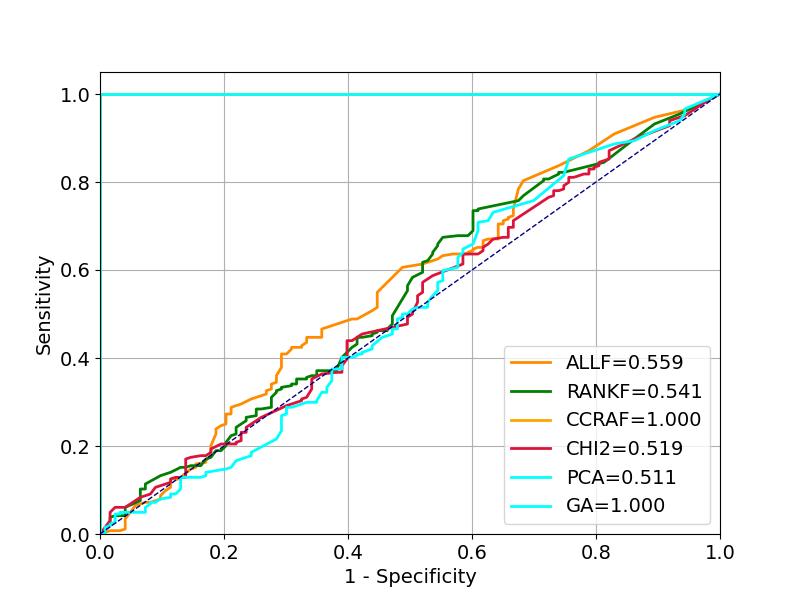 1.0
0.8
0.6
0.4
0.2
0.0
Sensitivity
ALLF=0.559
RANKF=0.541
CCRAF=1.000
CHI2=0.519
PCA=0.511
GA=1.000
0.0 0.2 0.4 0.6 0.8 1.0
1 - Specificity